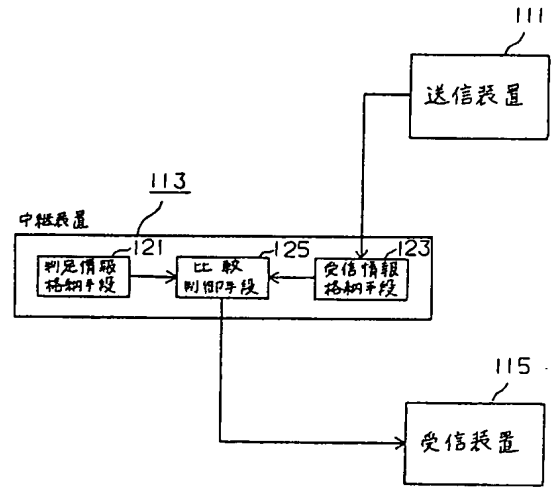 111
送信装置
113
中継装置
121
判定情報
格納手段
125
比較
制御手段
123
受信情報
格納手段
115
受信装置